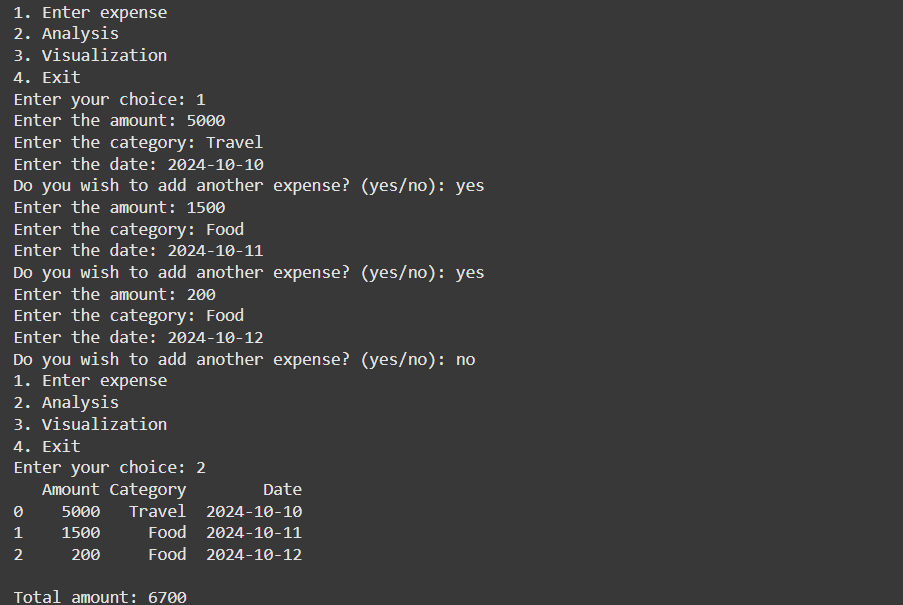 1. Enter expense
2. Analysis
3. Visualization
4. Exit
Enter your choice: 1
Enter the amount: 5000
Enter the category: Travel
Enter the date: 2024-10-10
Do you wish to add another expense? (yes/no): yes
Enter the amount: 1500
Enter the category: Food
Enter the date: 2024-10-11
Do you wish to add another expense? (yes/no): yes
Enter the amount: 200
Enter the category: Food
Enter the date: 2024-10-12
Do you wish to add another expense? (yes/no): no
1. Enter expense
2. Analysis
3. Visualization
4. Exit
Enter your choice: 2
   Amount Category        Date
0    5000   Travel  2024-10-10
1    1500     Food  2024-10-11
2     200     Food  2024-10-12
Total amount: 6700